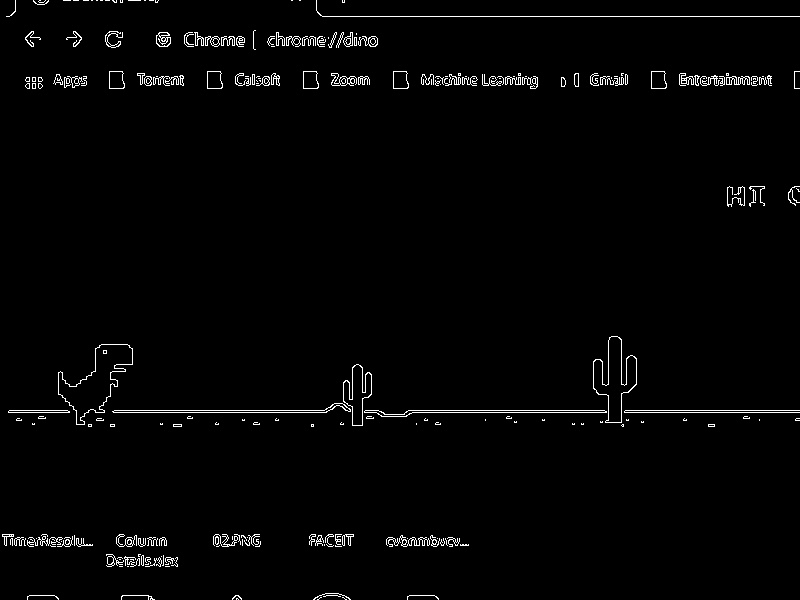 Chrome | chrome://dino
Apps Torrent Calsoft Zoom Machine Learning Gmail Entertainment
HI
TimerResolu... Column 02.PNG FACEIT cvbnmbvcv...
Details.xlsx